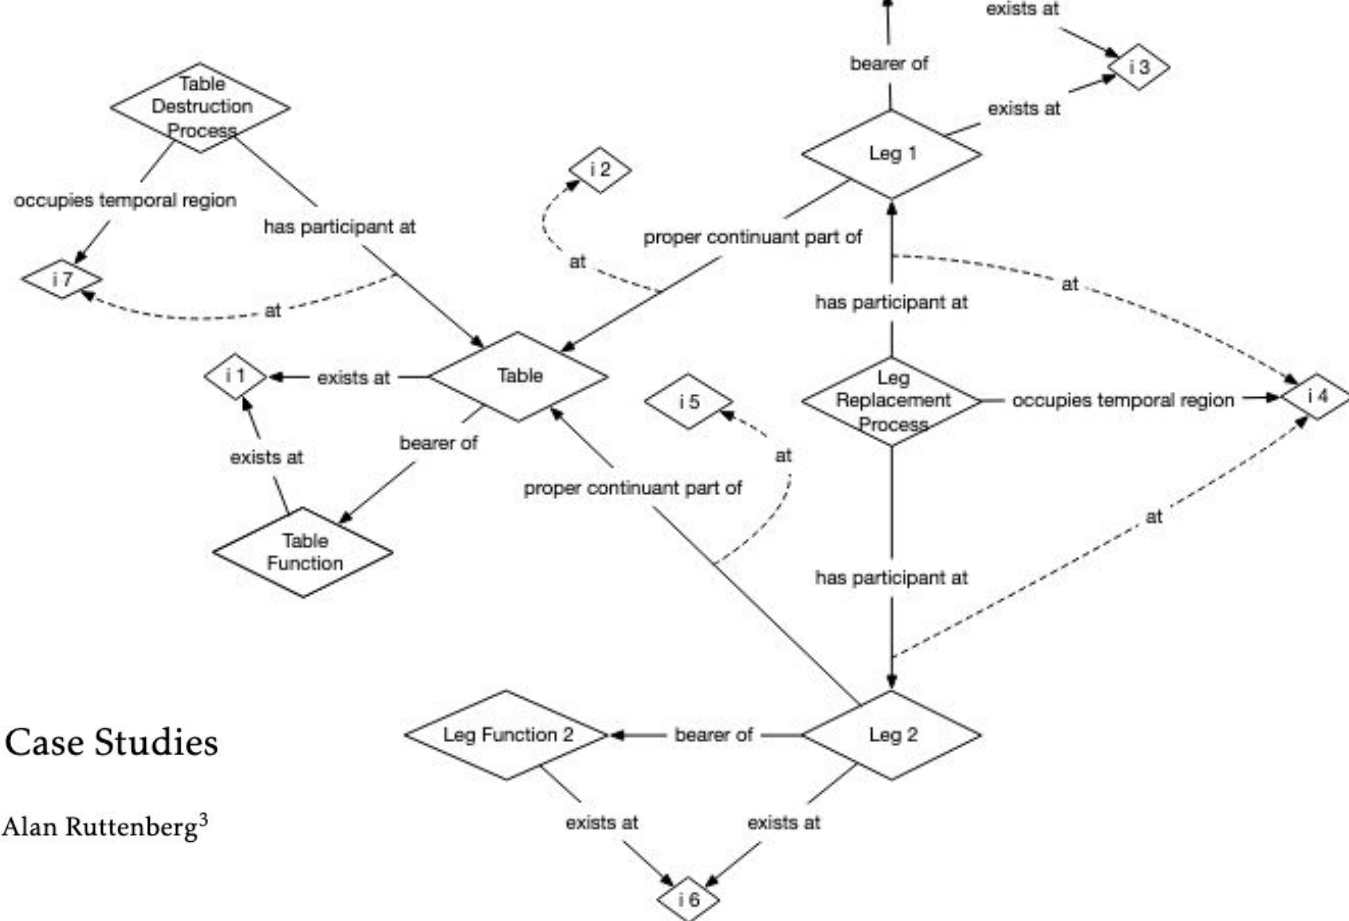 exists at
bearer of
i 3
exists at
Table
Destruction
Process
Leg 1
i 2
occupies temporal region
has participant at
proper continuant part of
at
i 7
at
at
has participant at
i 1
exists at
Table
Leg
Replacement
Process
occupies temporal region
i 4
i 5
bearer of
exists at
at
proper continuant part of
at
Table
Function
has participant at
Case Studies
Leg Function 2
bearer of
Leg 2
Alan Ruttenberg3
exists at
exists at
i 6